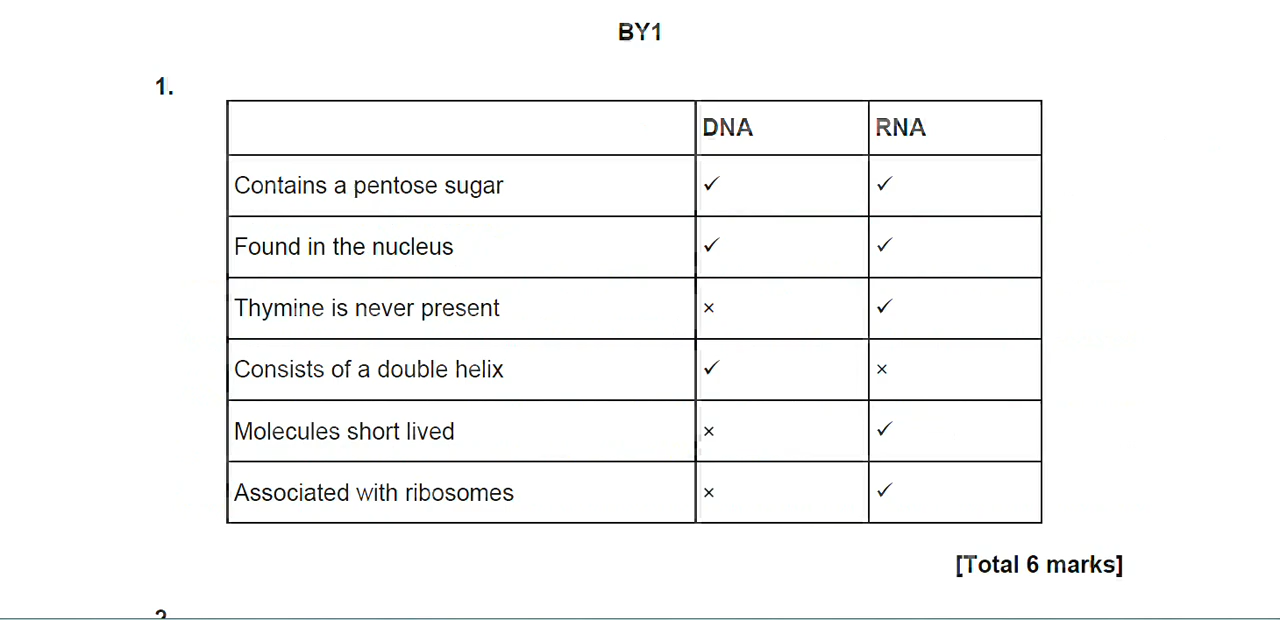 BY1
1.
DNA RNA
Contains a pentose sugar ✓ ✓
Found in the nucleus ✓ ✓
Thymine is never present × ✓
Consists of a double helix ✓ ×
Molecules short lived × ✓
Associated with ribosomes × ✓
[Total 6 marks]